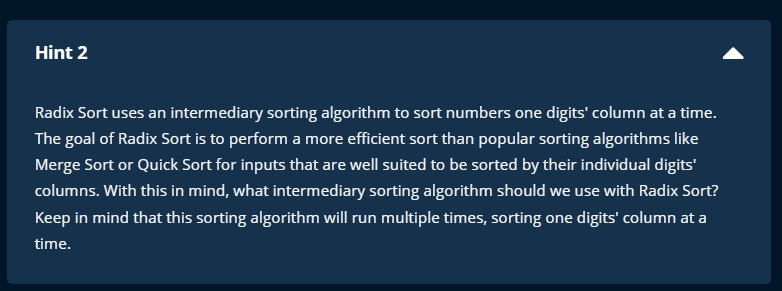 Hint 2
Radix Sort uses an intermediary sorting algorithm to sort numbers one digits' column at a time.
The goal of Radix Sort is to perform a more efficient sort than popular sorting algorithms like
Merge Sort or Quick Sort for inputs that are well suited to be sorted by their individual digits'
columns. With this in mind, what intermediary sorting algorithm should we use with Radix Sort?
Keep in mind that this sorting algorithm will run multiple times, sorting one digits' column at a
time.